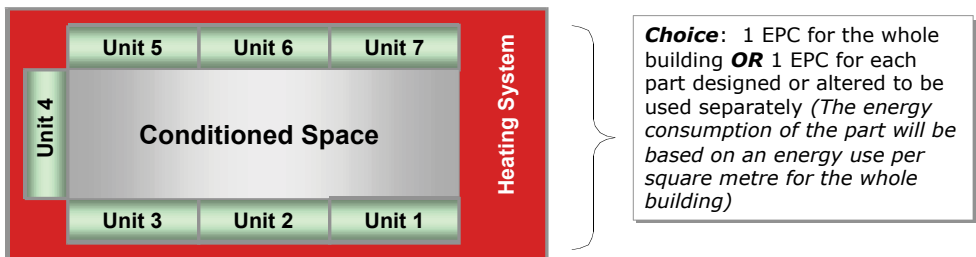 Unit 5 Unit 6 Unit 7
Unit 4
Conditioned Space
Heating System
Unit 3 Unit 2 Unit 1
Choice: 1 EPC for the whole
building OR 1 EPC for each
part designed or altered to be
used separately (The energy
consumption of the part will be
based on an energy use per
square metre for the whole
building)